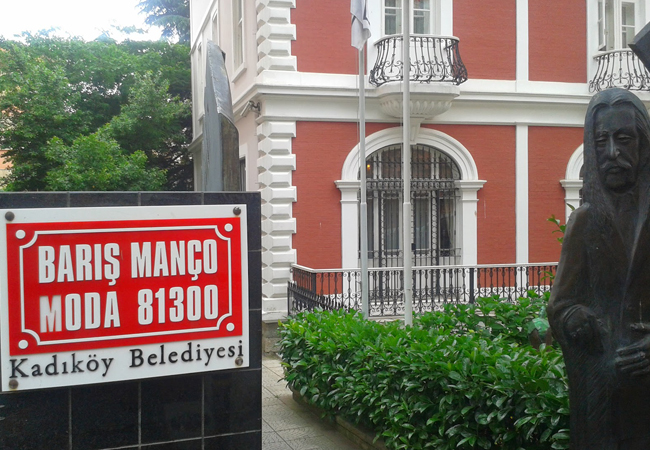 BARIŞ MANÇO
MODA 81300
Kadıköy Belediyesi